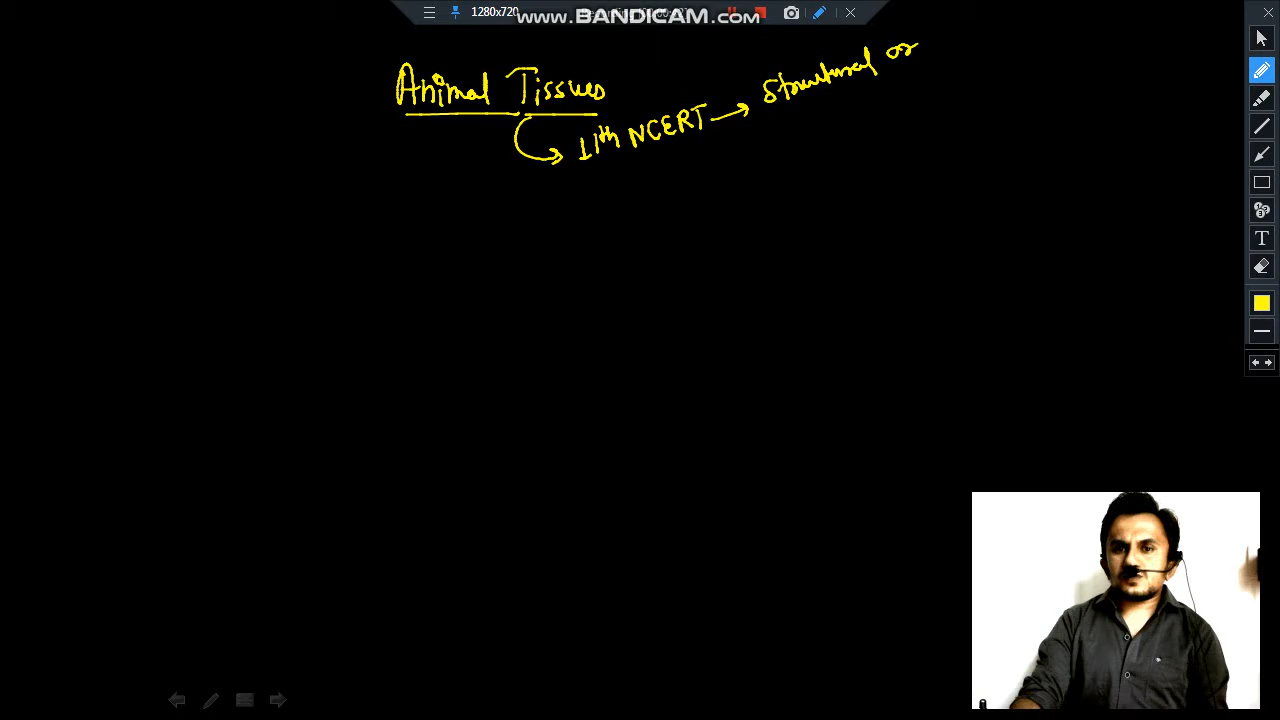 1280x720
www.BANDICAM.com
Animal Tissues
11th NCERT → Structural or
T